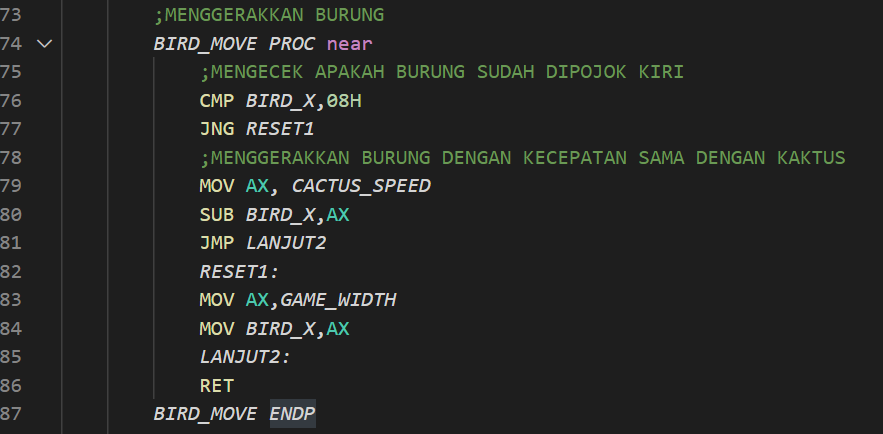 73 ;MENGGERAKKAN BURUNG
74 BIRD_MOVE PROC near
75 ;MENGECEK APAKAH BURUNG SUDAH DIPOJOK KIRI
76 CMP BIRD_X,08H
77 JNG RESET1
78 ;MENGGERAKKAN BURUNG DENGAN KECEPATAN SAMA DENGAN KAKTUS
79 MOV AX, CACTUS_SPEED
80 SUB BIRD_X,AX
81 JMP LANJUT2
82 RESET1:
83 MOV AX,GAME_WIDTH
84 MOV BIRD_X,AX
85 LANJUT2:
86 RET
87 BIRD_MOVE ENDP